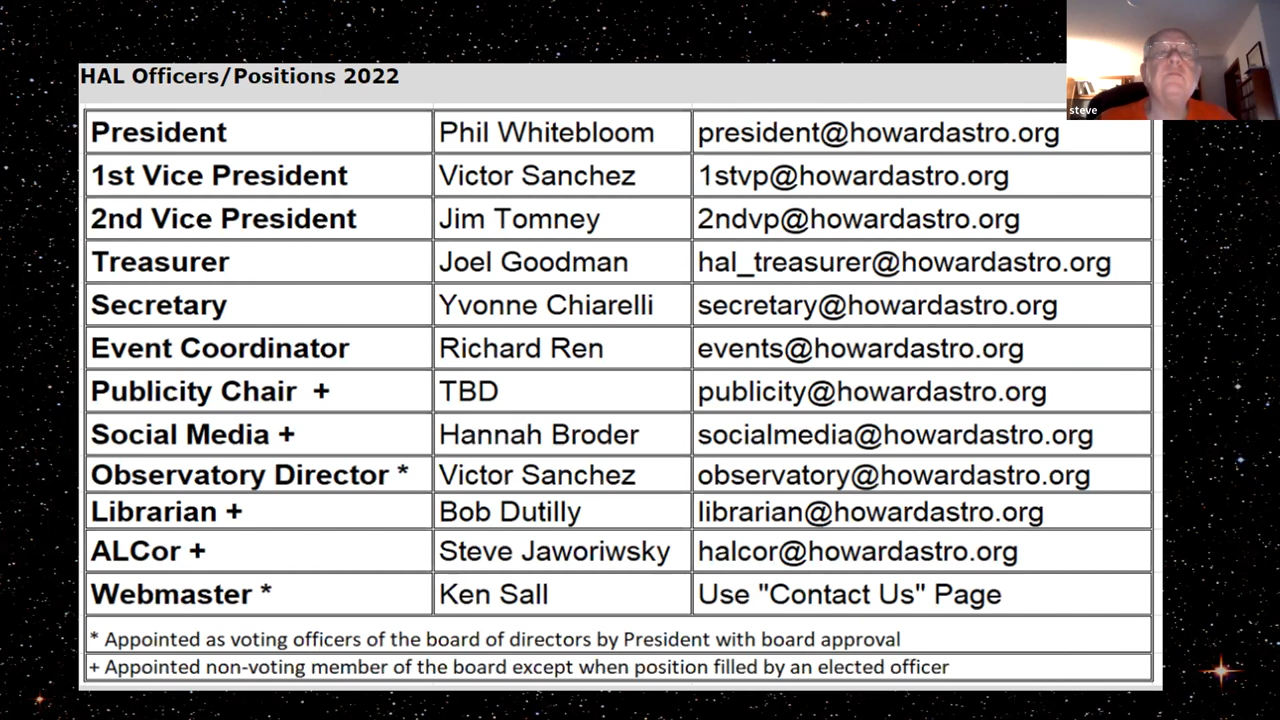 HAL Officers/Positions 2022
steve
President Phil Whitebloom president@howardastro.org
1st Vice President Victor Sanchez 1stvp@howardastro.org
2nd Vice President Jim Tomney 2ndvp@howardastro.org
Treasurer Joel Goodman hal_treasurer@howardastro.org
Secretary Yvonne Chiarelli secretary@howardastro.org
Event Coordinator Richard Ren events@howardastro.org
Publicity Chair + TBD publicity@howardastro.org
Social Media + Hannah Broder socialmedia@howardastro.org
Observatory Director * Victor Sanchez observatory@howardastro.org
Librarian + Bob Dutilly librarian@howardastro.org
ALCor + Steve Jaworiwsky halcor@howardastro.org
Webmaster * Ken Sall Use "Contact Us" Page
* Appointed as voting officers of the board of directors by President with board approval
+ Appointed non-voting member of the board except when position filled by an elected officer